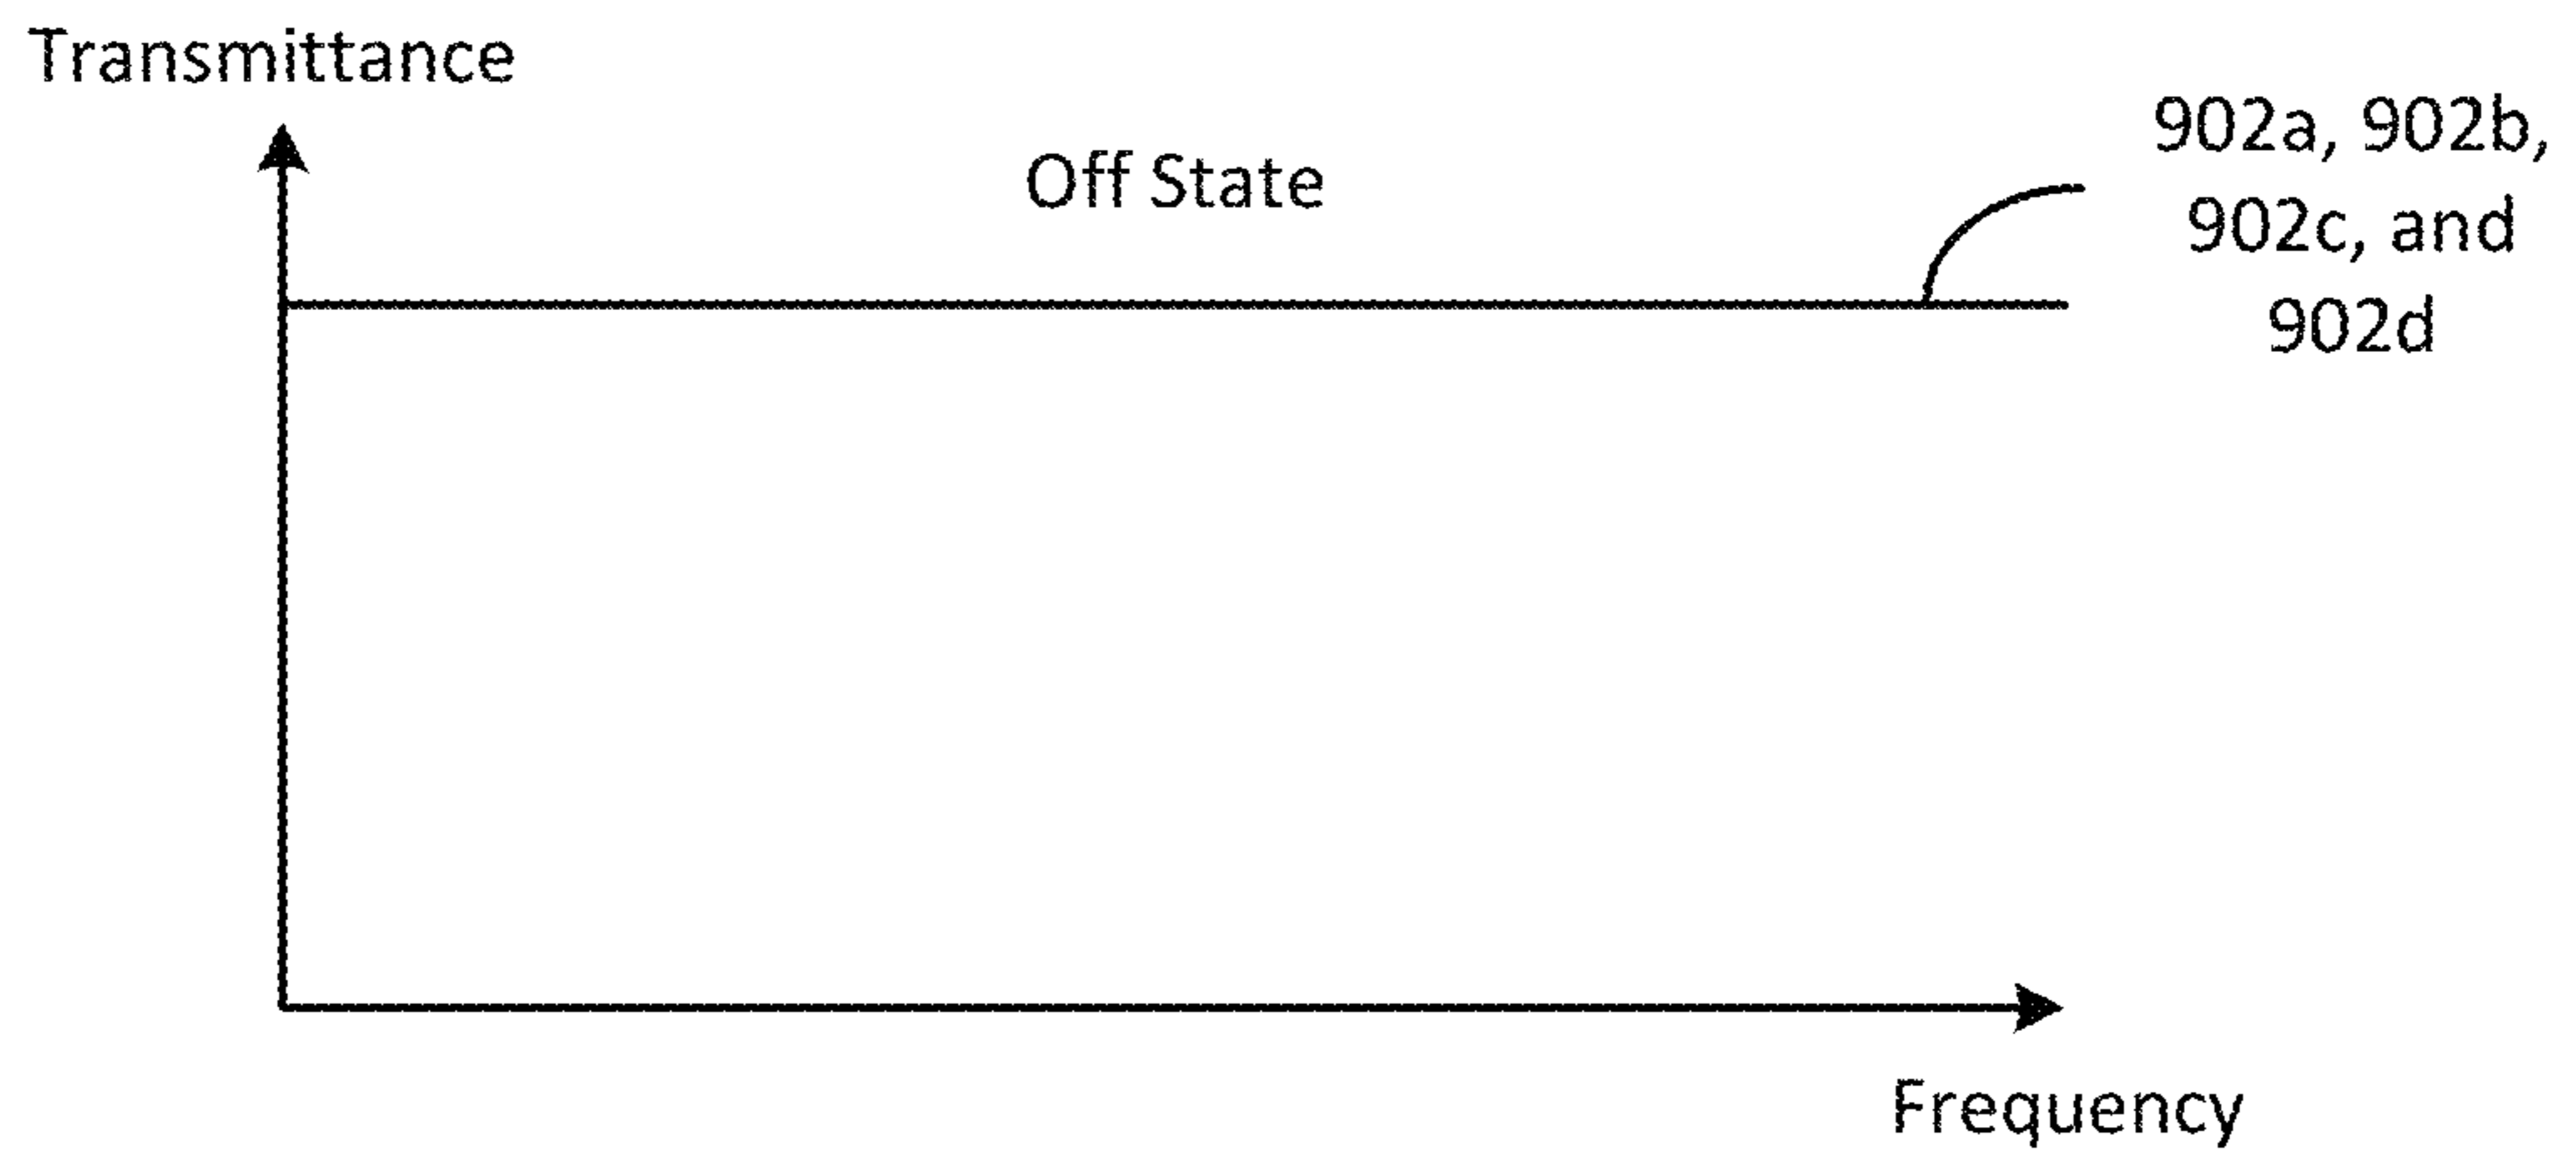 Transmittance
Off State
902a, 902b,
902c, and
902d
Frequency